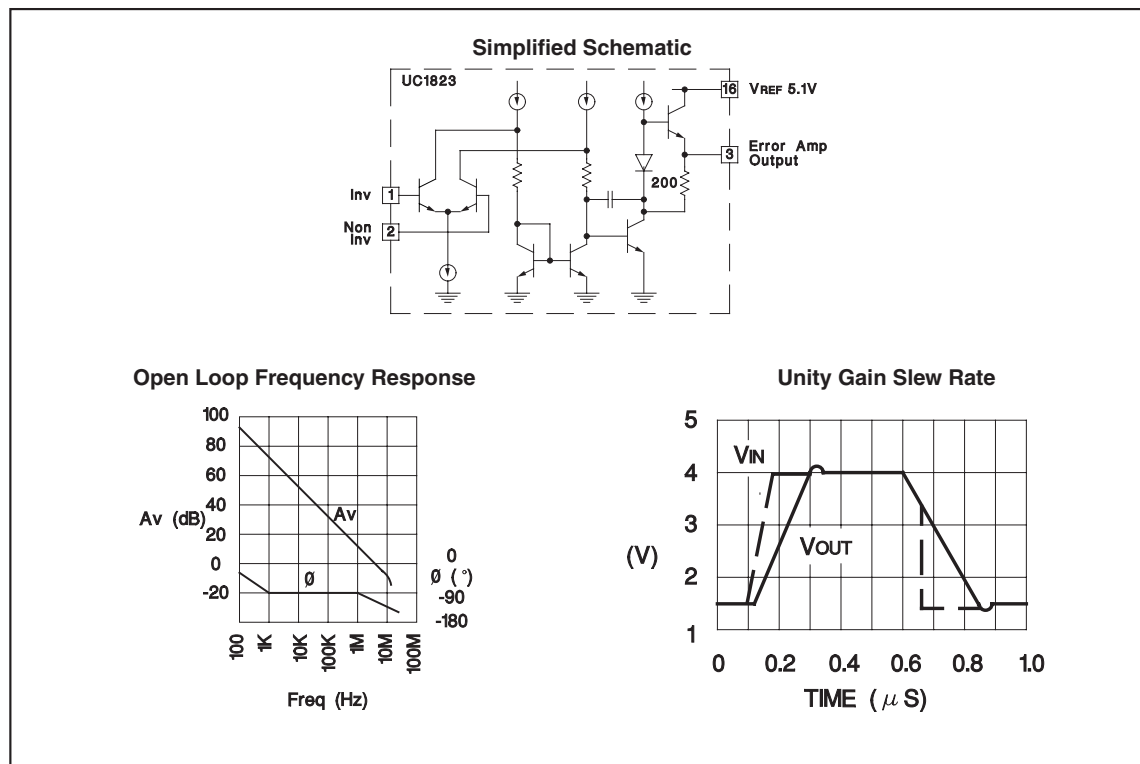 Simplified Schematic
UC1823
16 VREF 5.1V
3 Error Amp
Output
200
Inv 1
Non
Inv 2
Open Loop Frequency Response
100
80
60
40
20
0
-20
Av (dB)
Av
Ø
0
Ø (°)
-90
-180
100
1K
10K
100K
1M
10M
100M
Freq (Hz)
Unity Gain Slew Rate
5
4
3
2
1
(V)
VIN
VOUT
0 0.2 0.4 0.6 0.8 1.0
TIME (μ S)